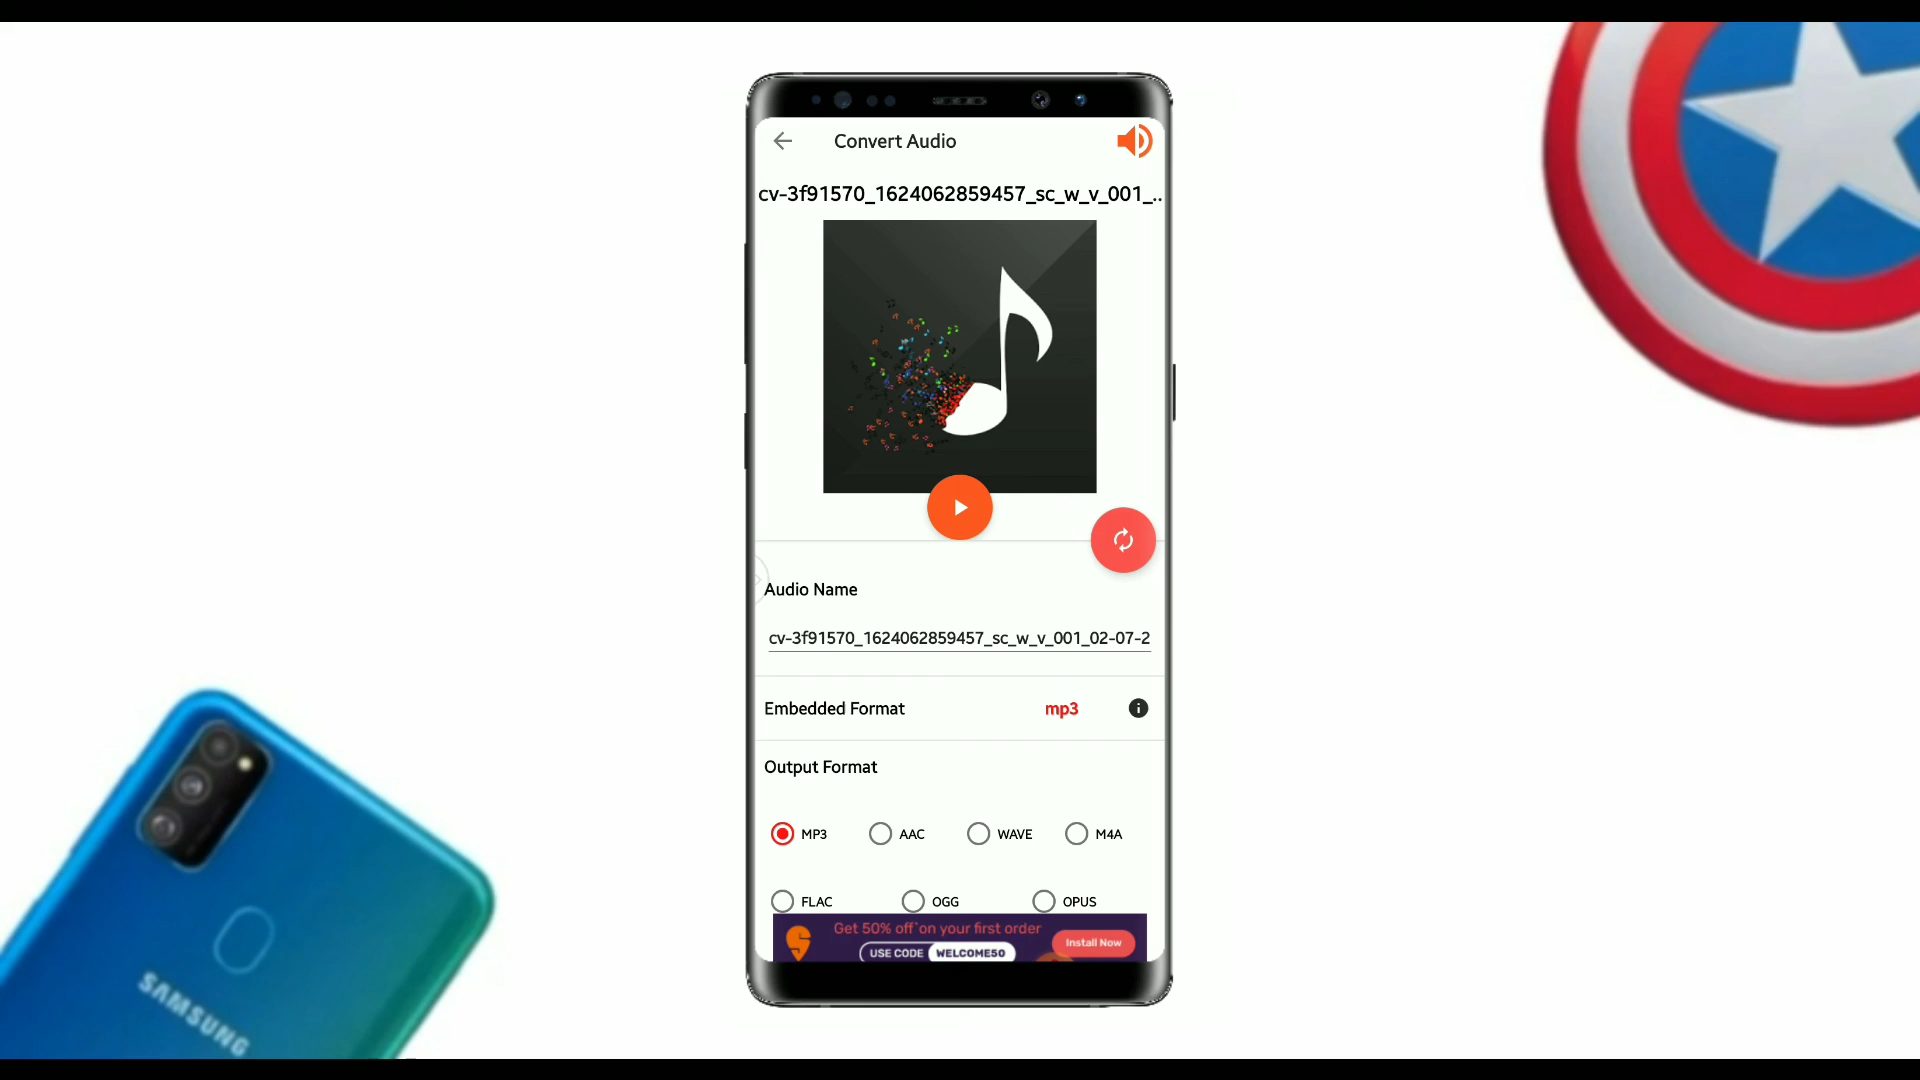 Convert Audio
cv-3f91570_1624062859457_sc_w_v_001_..
Audio Name
cv-3f91570_1624062859457_sc_w_v_001_02-07-2
Embedded Format mp3
Output Format
MP3 AAC WAVE M4A
FLAC OGG OPUS
Get 50% off* on your first order
USE CODE WELCOME50
Install Now
SAMSUNG